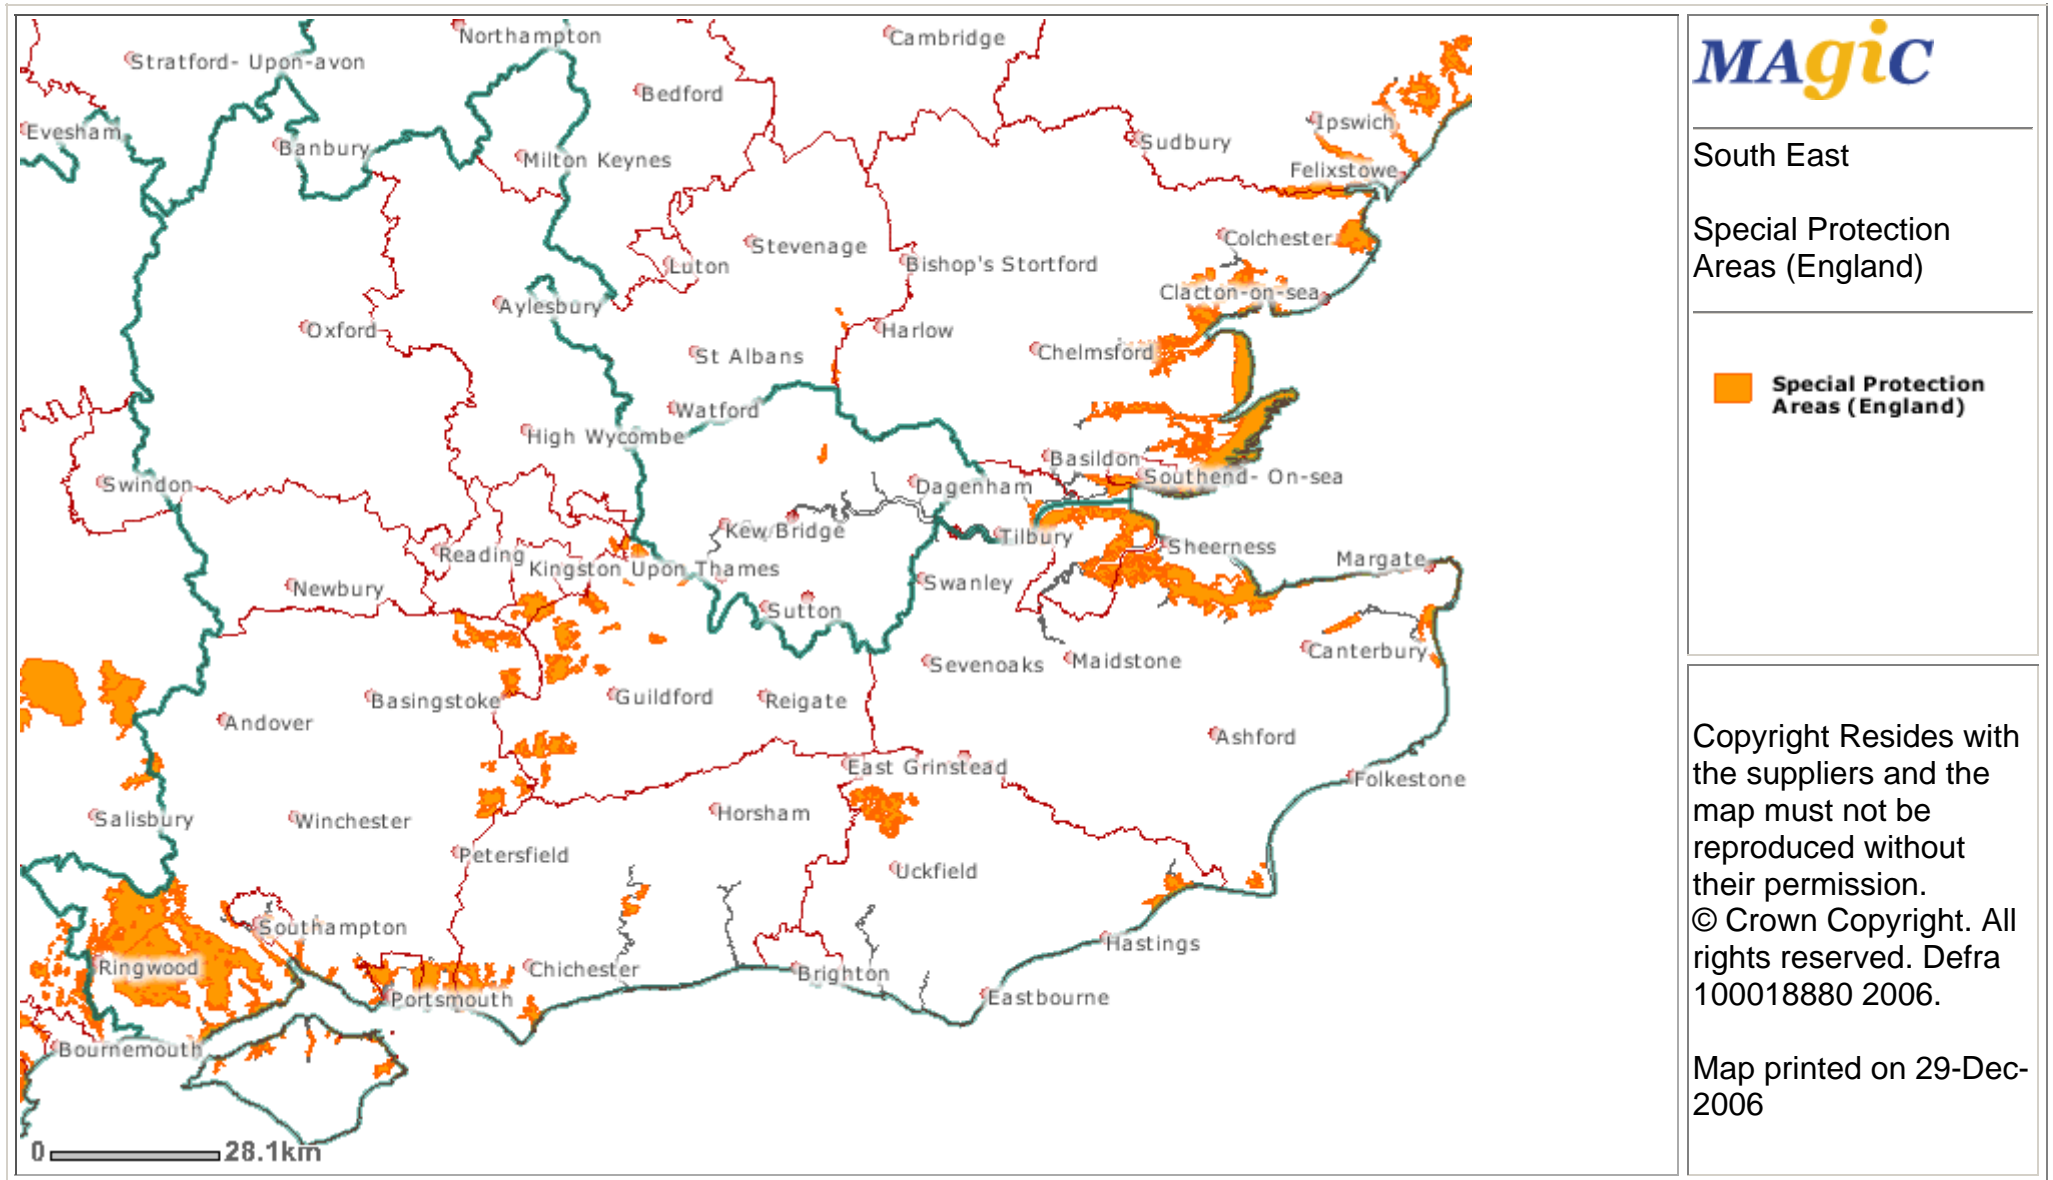 Northampton
Cambridge
Stratford- Upon-avon
Bedford
Evesham
Ipswich
Banbury
Sudbury
Milton Keynes
Felixstowe
Colchester
Stevenage
Luton
Bishop's Stortford
Clacton-on-sea
Aylesbury
Oxford
Harlow
St Albans
Chelmsford
Watford
High Wycombe
Basildon
Southend- On-sea
Swindon
Dagenham
Kew Bridge
Tilbury
Sheerness
Reading
Margate
Kingston Upon Thames
Swanley
Newbury
Sutton
Canterbury
Sevenoaks
Maidstone
Guildford
Basingstoke
Reigate
Andover
Ashford
East Grinstead
Folkestone
Horsham
Salisbury
Winchester
Petersfield
Uckfield
Southampton
Hastings
Ringwood
Chichester
Brighton
Portsmouth
Eastbourne
Bournemouth
0 28.1km
MAgiC
South East
Special Protection
Areas (England)
Special Protection
Areas (England)
Copyright Resides with
the suppliers and the
map must not be
reproduced without
their permission.
© Crown Copyright. All
rights reserved. Defra
100018880 2006.
Map printed on 29-Dec-
2006